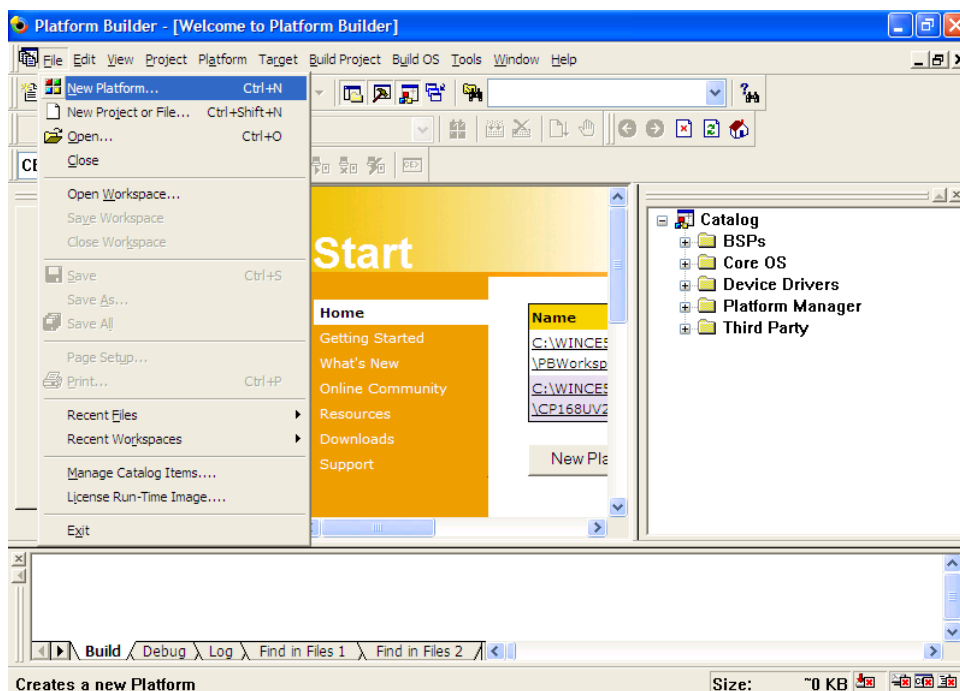 Platform Builder - [Welcome to Platform Builder]
File Edit View Project Platform Target Build Project Build OS Tools Window Help
New Platform... Ctrl+N
New Project or File... Ctrl+Shift+N
Open... Ctrl+O
Close
Open Workspace...
Save Workspace
Close Workspace
Save Ctrl+S
Save As...
Save All
Page Setup...
Print... Ctrl+P
Recent Files
Recent Workspaces
Manage Catalog Items....
License Run-Time Image....
Exit
CE
Start
Home
Getting Started
What's New
Online Community
Resources
Downloads
Support
Name
C:\WINCE5
\PBWorksp
C:\WINCE5
\CP168UV2
New Pla
Catalog
BSPs
Core OS
Device Drivers
Platform Manager
Third Party
Build Debug Log Find in Files 1 Find in Files 2
Creates a new Platform
Size: ~0 KB